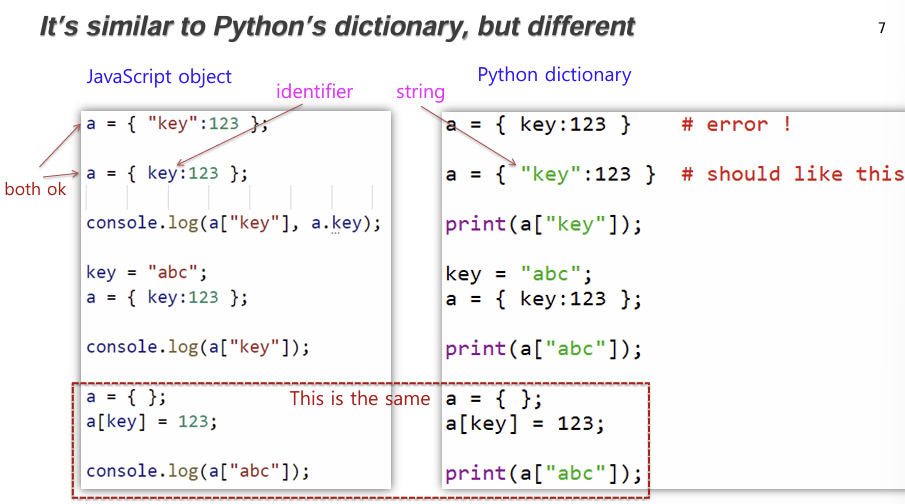 It's similar to Python's dictionary, but different
7
JavaScript object
identifier
a = { "key":123 };
a = { key:123 };
both ok
console.log(a["key"], a.key);
key = "abc";
a = { key:123 };
console.log(a["key"]);
a = { };
a[key] = 123;
console.log(a["abc"]);
This is the same
Python dictionary
string
a = { key:123 } # error !
a = { "key":123 } # should like this
print(a["key"]);
key = "abc";
a = { key:123 };
print(a["abc"]);
a = { };
a[key] = 123;
print(a["abc"]);